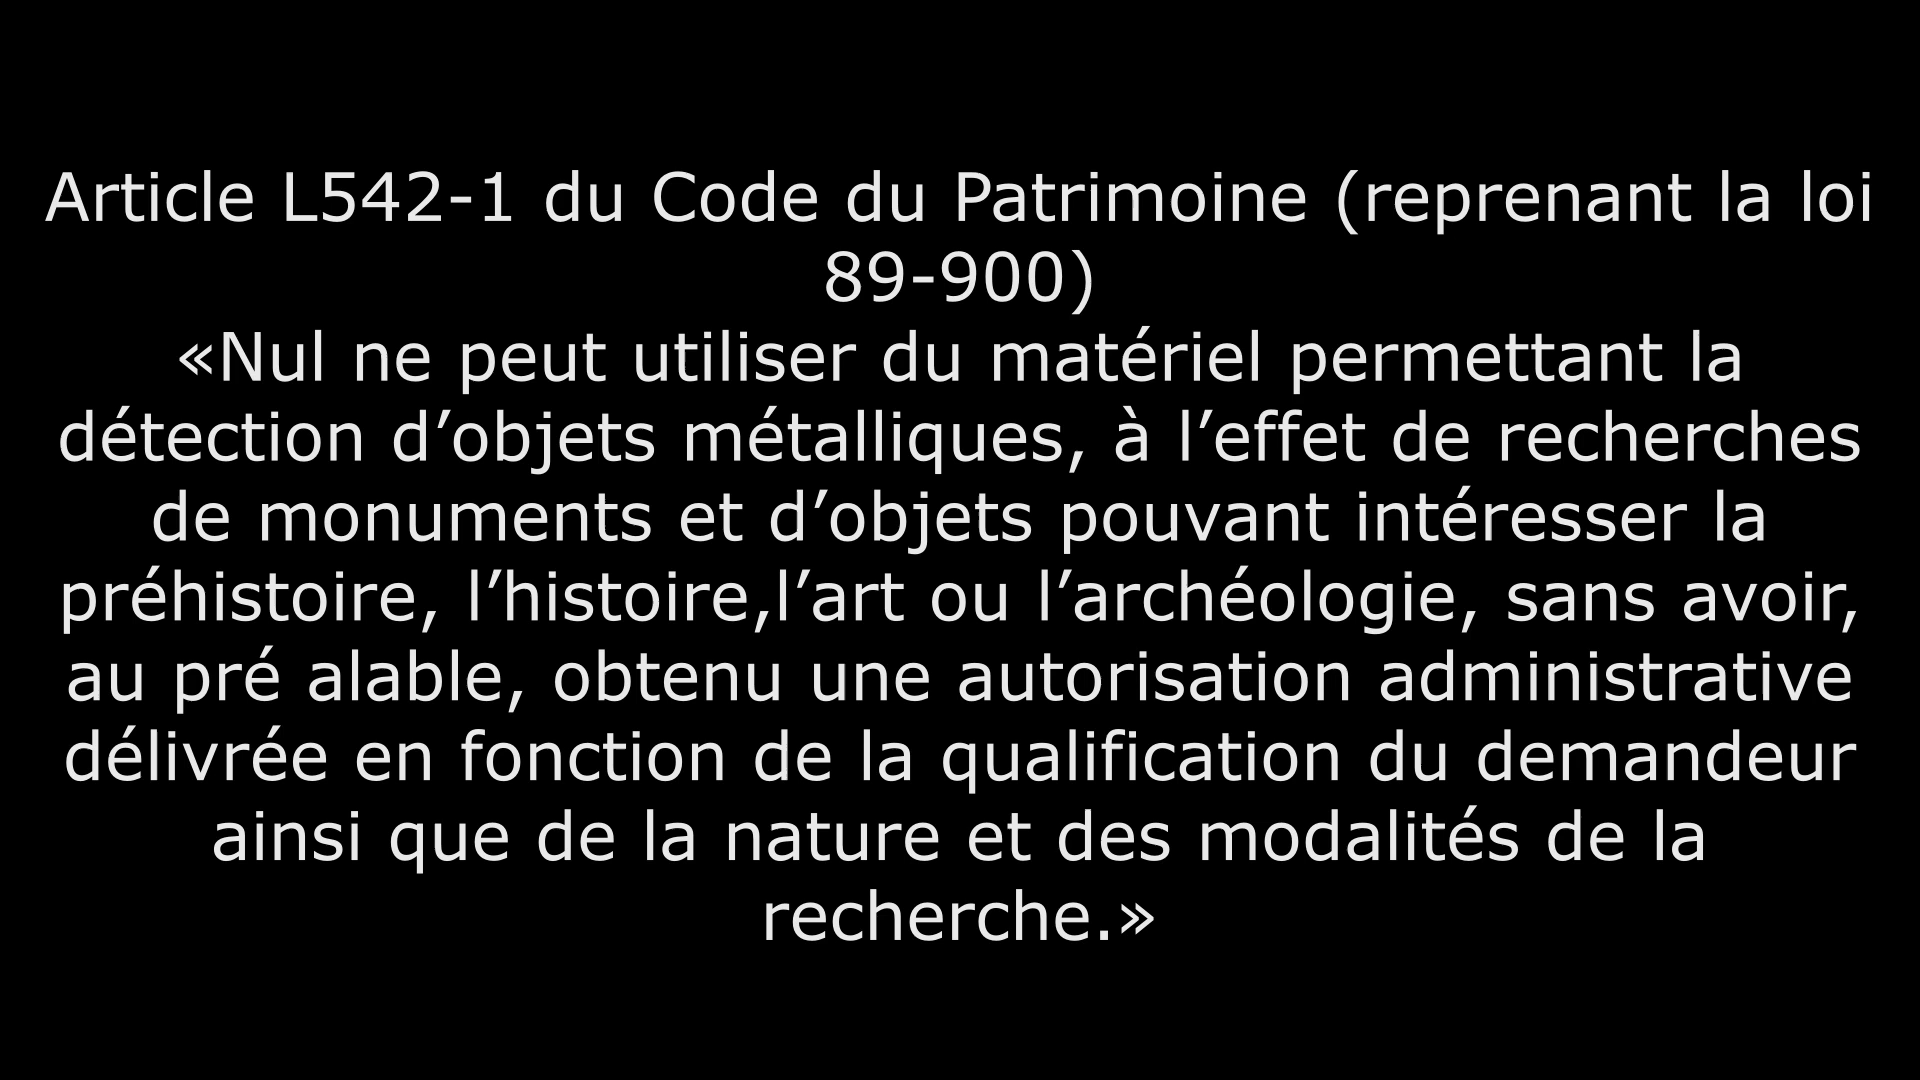 Article L542-1 du Code du Patrimoine (reprenant la loi
89-900)
«Nul ne peut utiliser du matériel permettant la
détection d’objets métalliques, à l’effet de recherches
de monuments et d’objets pouvant intéresser la
préhistoire, l’histoire,l’art ou l’archéologie, sans avoir,
au pré alable, obtenu une autorisation administrative
délivrée en fonction de la qualification du demandeur
ainsi que de la nature et des modalités de la
recherche.»